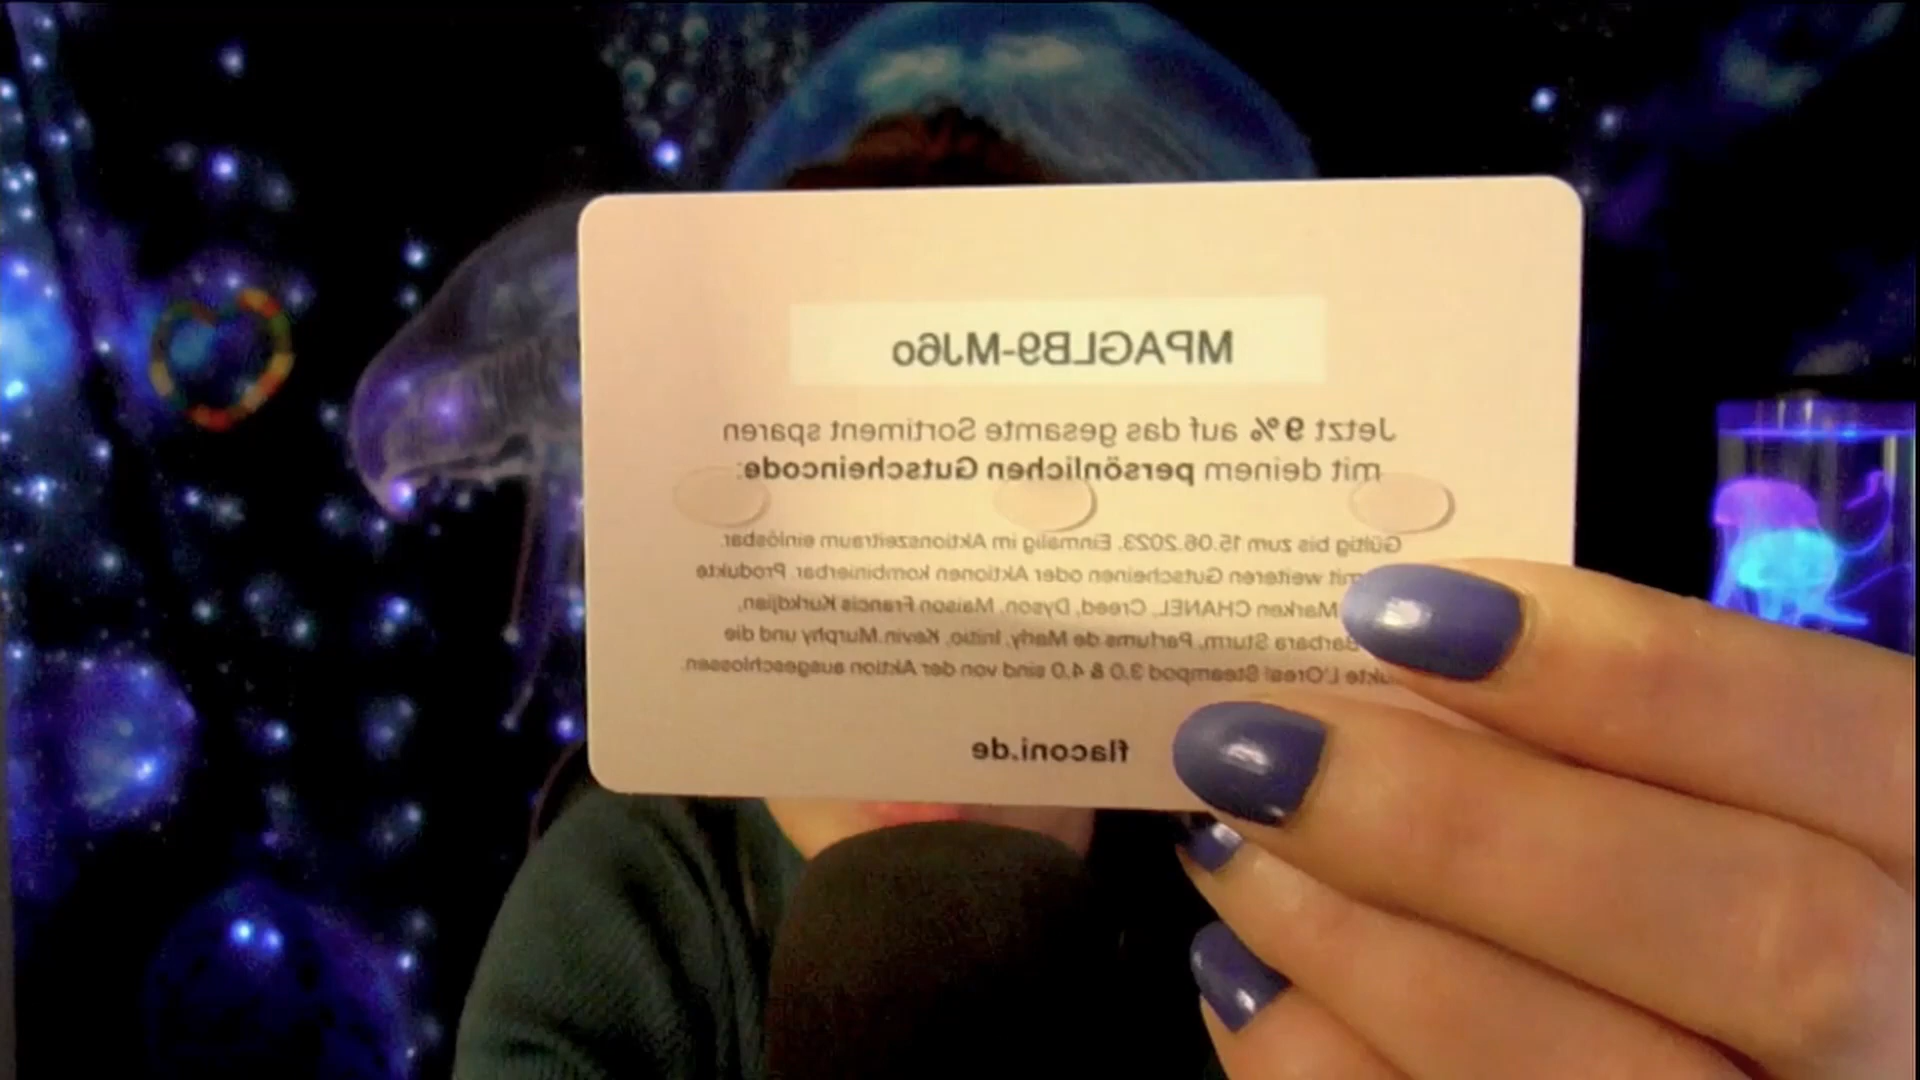 MPAGLB9-MJ6o
Jetzt 9% auf das gesamte Sortiment sparen
mit deinem persönlichen Gutscheincode:
Gültig bis zum 15.06.2023. Einmalig im Aktionszeitraum einlösbar.
mit weiteren Gutscheinen oder Aktionen kombinierbar. Produkte
Marken CHANEL, Creed, Dyson, Maison Francis Kurkdjian,
Barbara Sturm, Parfums de Marly, Initio, Kevin.Murphy und die
L'Oreal Steampod 3.0 & 4.0 sind von der Aktion ausgeschlossen.
flaconi.de